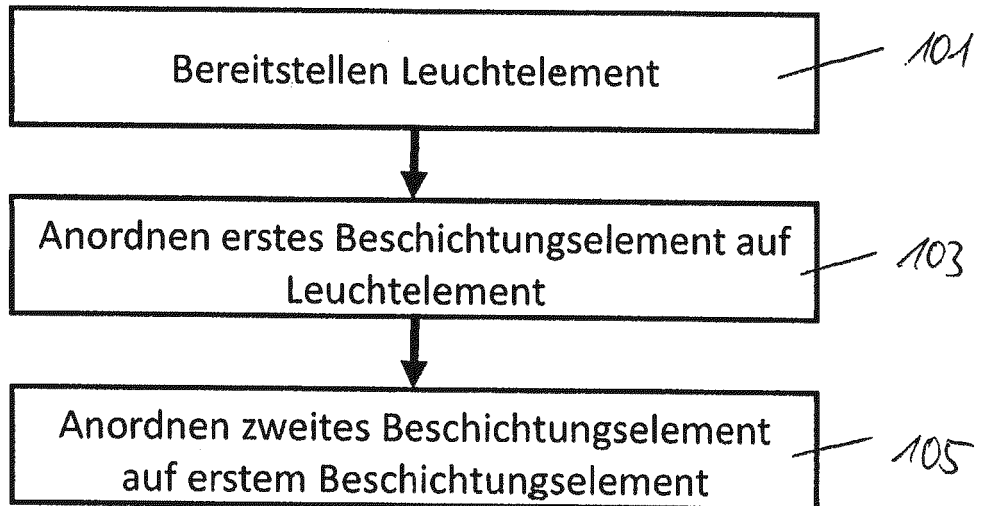 Bereitstellen Leuchtelement
101
Anordnen erstes Beschichtungselement auf
Leuchtelement
103
Anordnen zweites Beschichtungselement
auf erstem Beschichtungselement
105